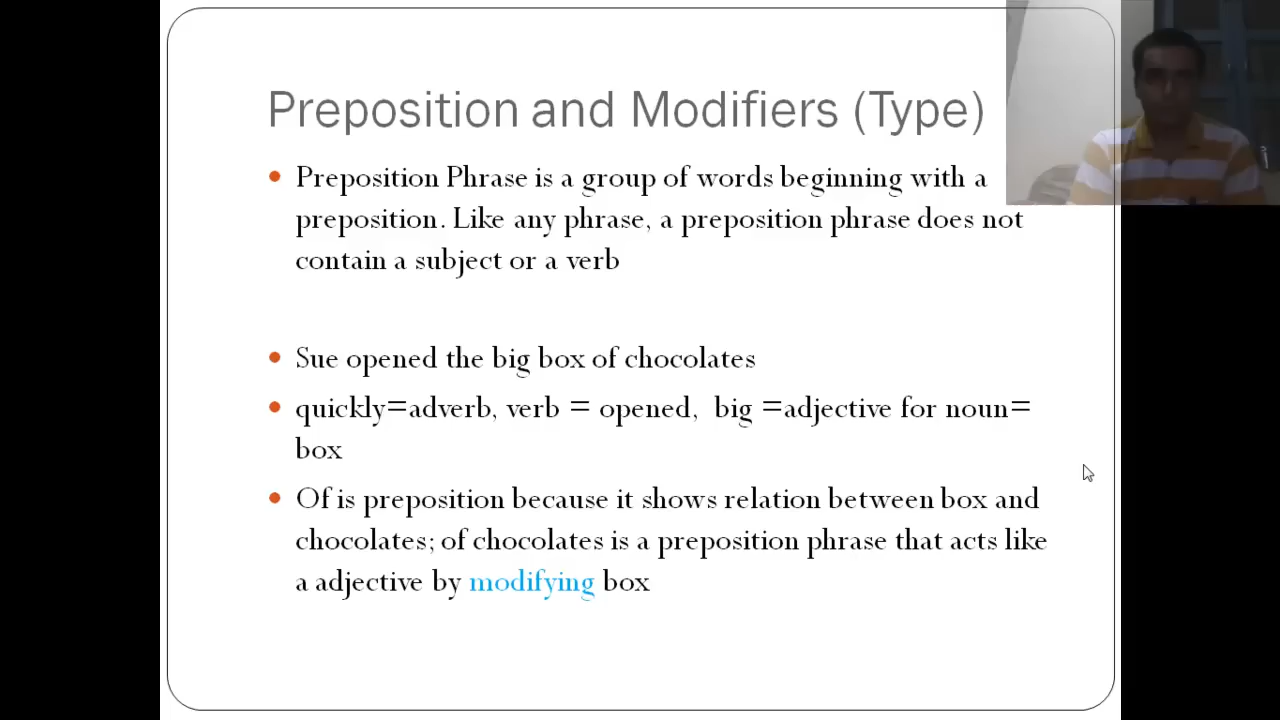 Preposition and Modifiers (Type)
Preposition Phrase is a group of words beginning with a
preposition. Like any phrase, a preposition phrase does not
contain a subject or a verb
Sue opened the big box of chocolates
quickly=adverb, verb = opened, big =adjective for noun=
box
Of is preposition because it shows relation between box and
chocolates; of chocolates is a preposition phrase that acts like
a adjective by modifying box